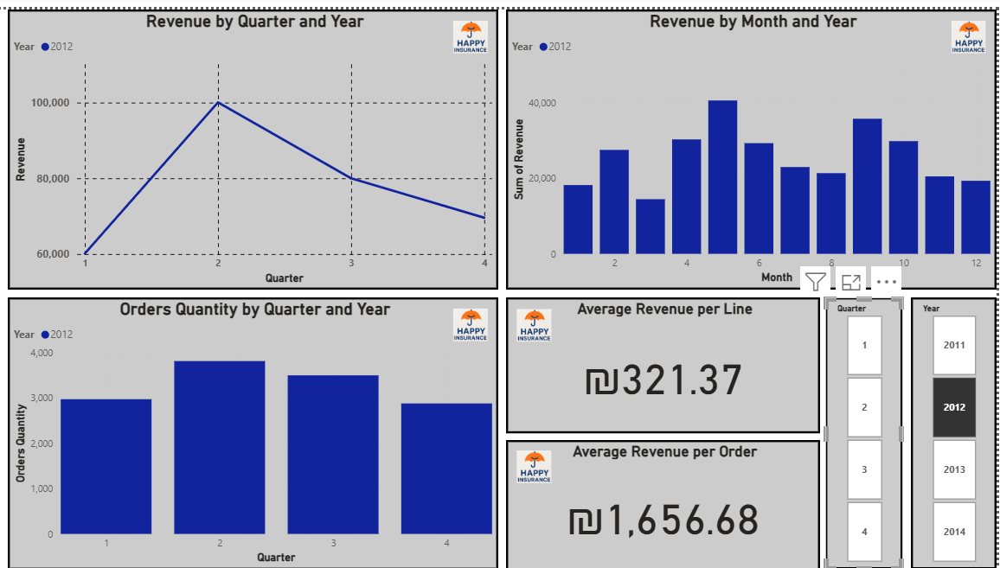 Revenue by Quarter and Year
HAPPY
INSURANCE
Year 2012
100,000
80,000
60,000
Revenue
1 2 3 4
Quarter
Revenue by Month and Year
HAPPY
INSURANCE
Year 2012
40,000
20,000
0
Sum of Revenue
2 4 6 8 10 12
Month
Orders Quantity by Quarter and Year
HAPPY
INSURANCE
Year 2012
4,000
3,000
2,000
1,000
0
Orders Quantity
1 2 3 4
Quarter
Average Revenue per Line
HAPPY
INSURANCE
₪321.37
Average Revenue per Order
HAPPY
INSURANCE
₪1,656.68
Quarter
1
2
3
4
Year
2011
2012
2013
2014